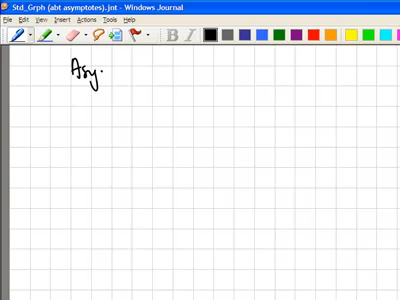 Std_Grph (abt asymptotes).jnt - Windows Journal
File Edit View Insert Actions Tools Help
B I
Asy.